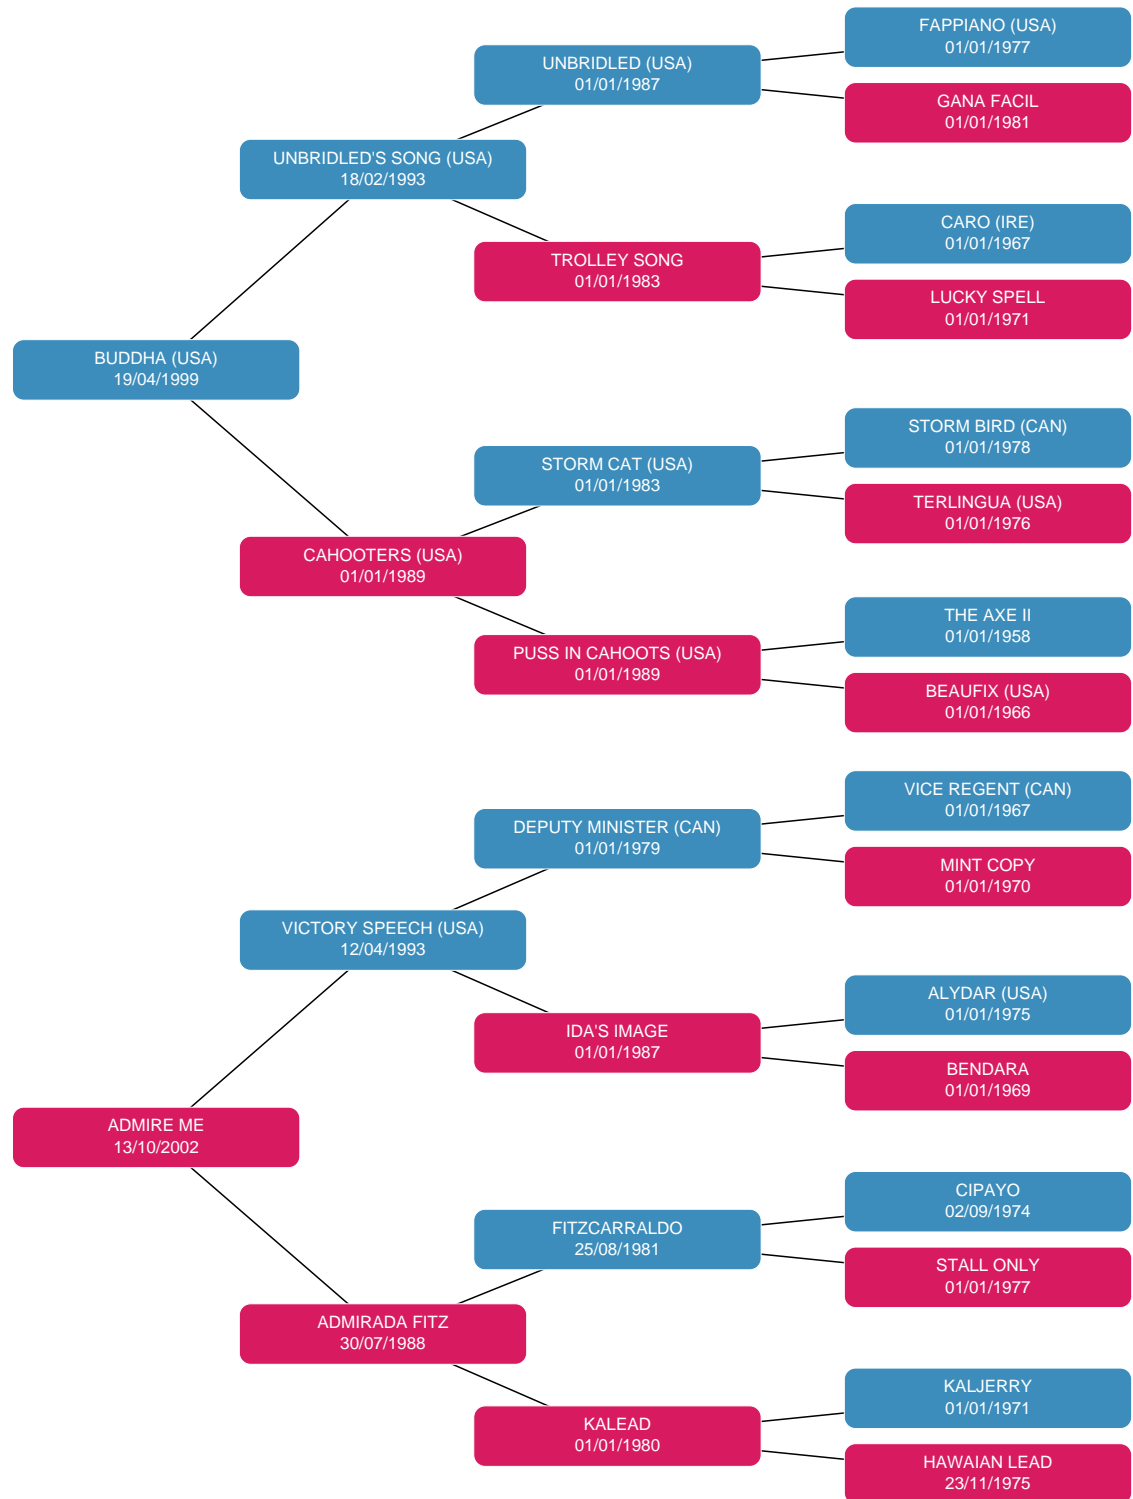 FAPPIANO (USA)
01/01/1977
UNBRIDLED (USA)
01/01/1987
GANA FACIL
01/01/1981
UNBRIDLED'S SONG (USA)
18/02/1993
CARO (IRE)
01/01/1967
TROLLEY SONG
01/01/1983
LUCKY SPELL
01/01/1971
BUDDHA (USA)
19/04/1999
STORM BIRD (CAN)
01/01/1978
STORM CAT (USA)
01/01/1983
TERLINGUA (USA)
01/01/1976
CAHOOTERS (USA)
01/01/1989
THE AXE II
01/01/1958
PUSS IN CAHOOTS (USA)
01/01/1989
BEAUFIX (USA)
01/01/1966
VICE REGENT (CAN)
01/01/1967
DEPUTY MINISTER (CAN)
01/01/1979
MINT COPY
01/01/1970
VICTORY SPEECH (USA)
12/04/1993
ALYDAR (USA)
01/01/1975
IDA'S IMAGE
01/01/1987
BENDARA
01/01/1969
ADMIRE ME
13/10/2002
CIPAYO
02/09/1974
FITZCARRALDO
25/08/1981
STALL ONLY
01/01/1977
ADMIRADA FITZ
30/07/1988
KALJERRY
01/01/1971
KALEAD
01/01/1980
HAWAIAN LEAD
23/11/1975